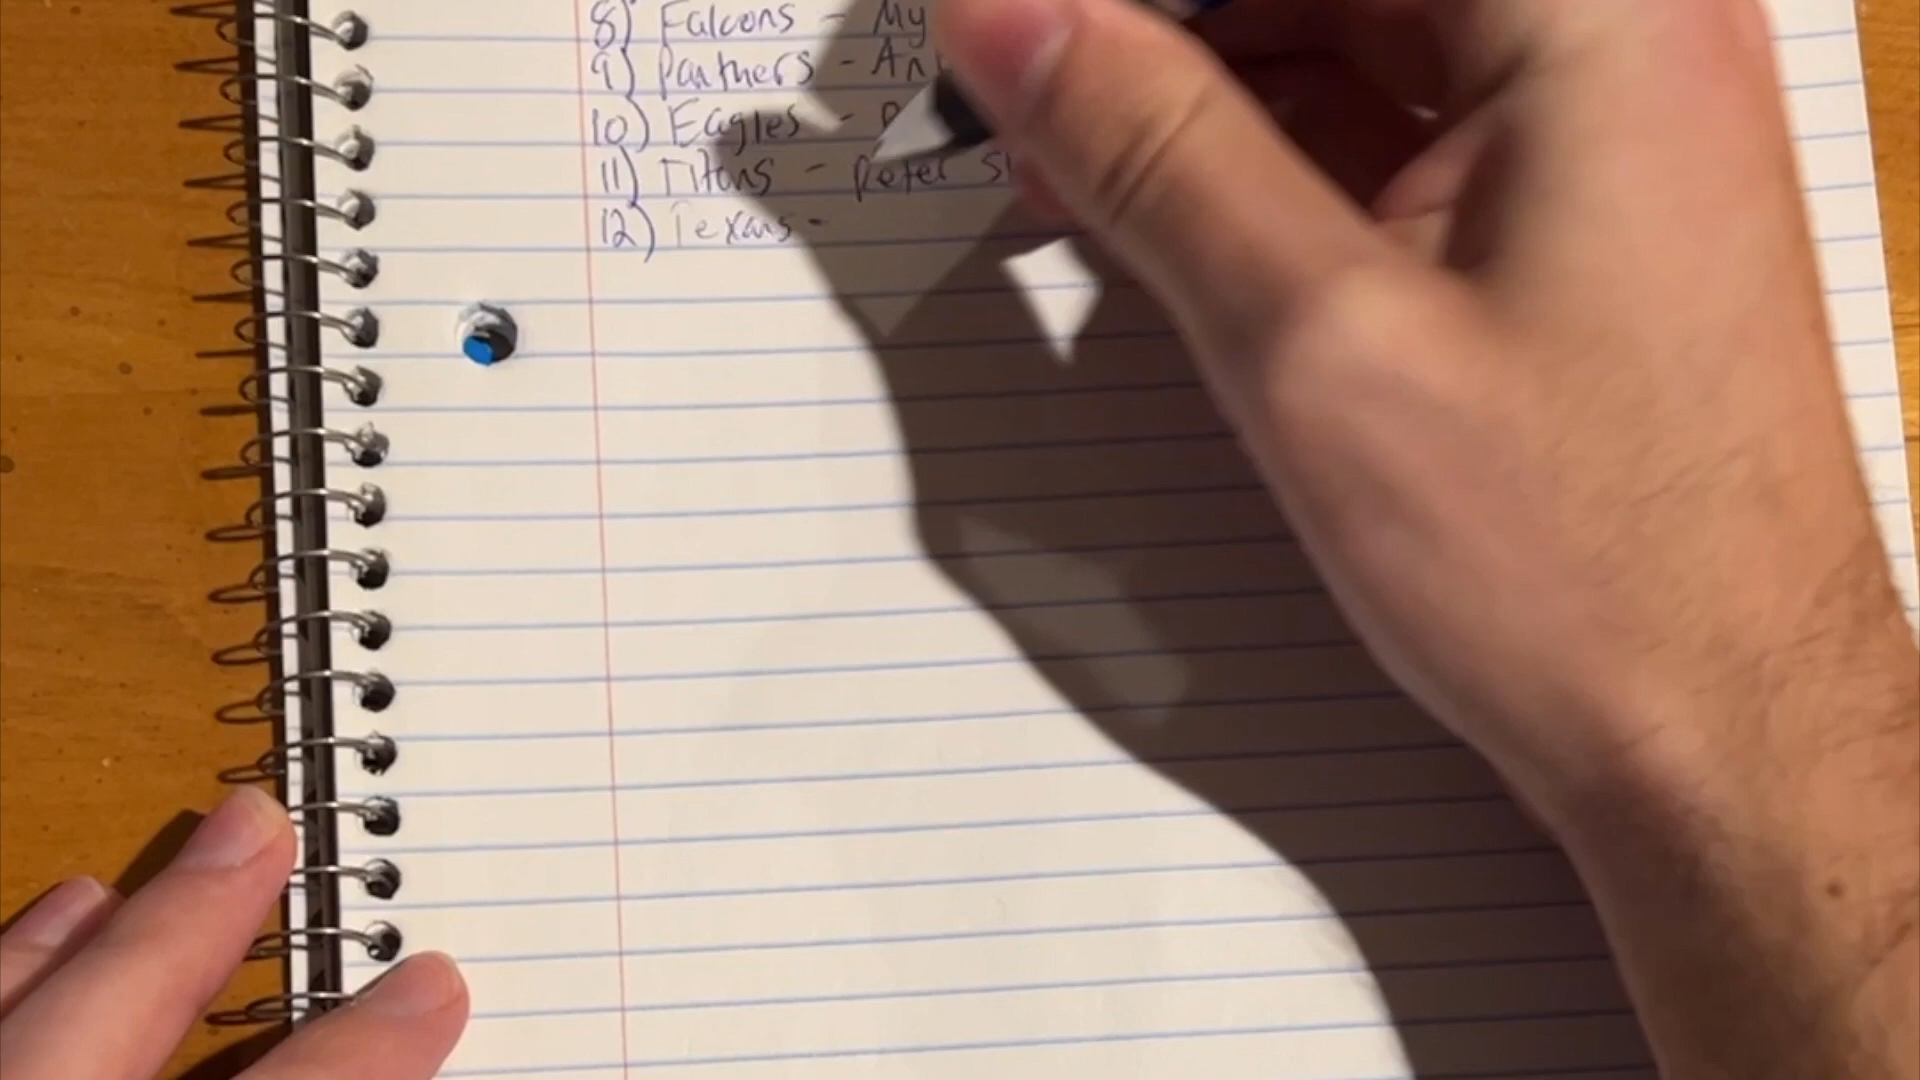 8) Falcons - My
9) Panthers - An
10) Eagles -
11) Titans - Peter
12) Texans -